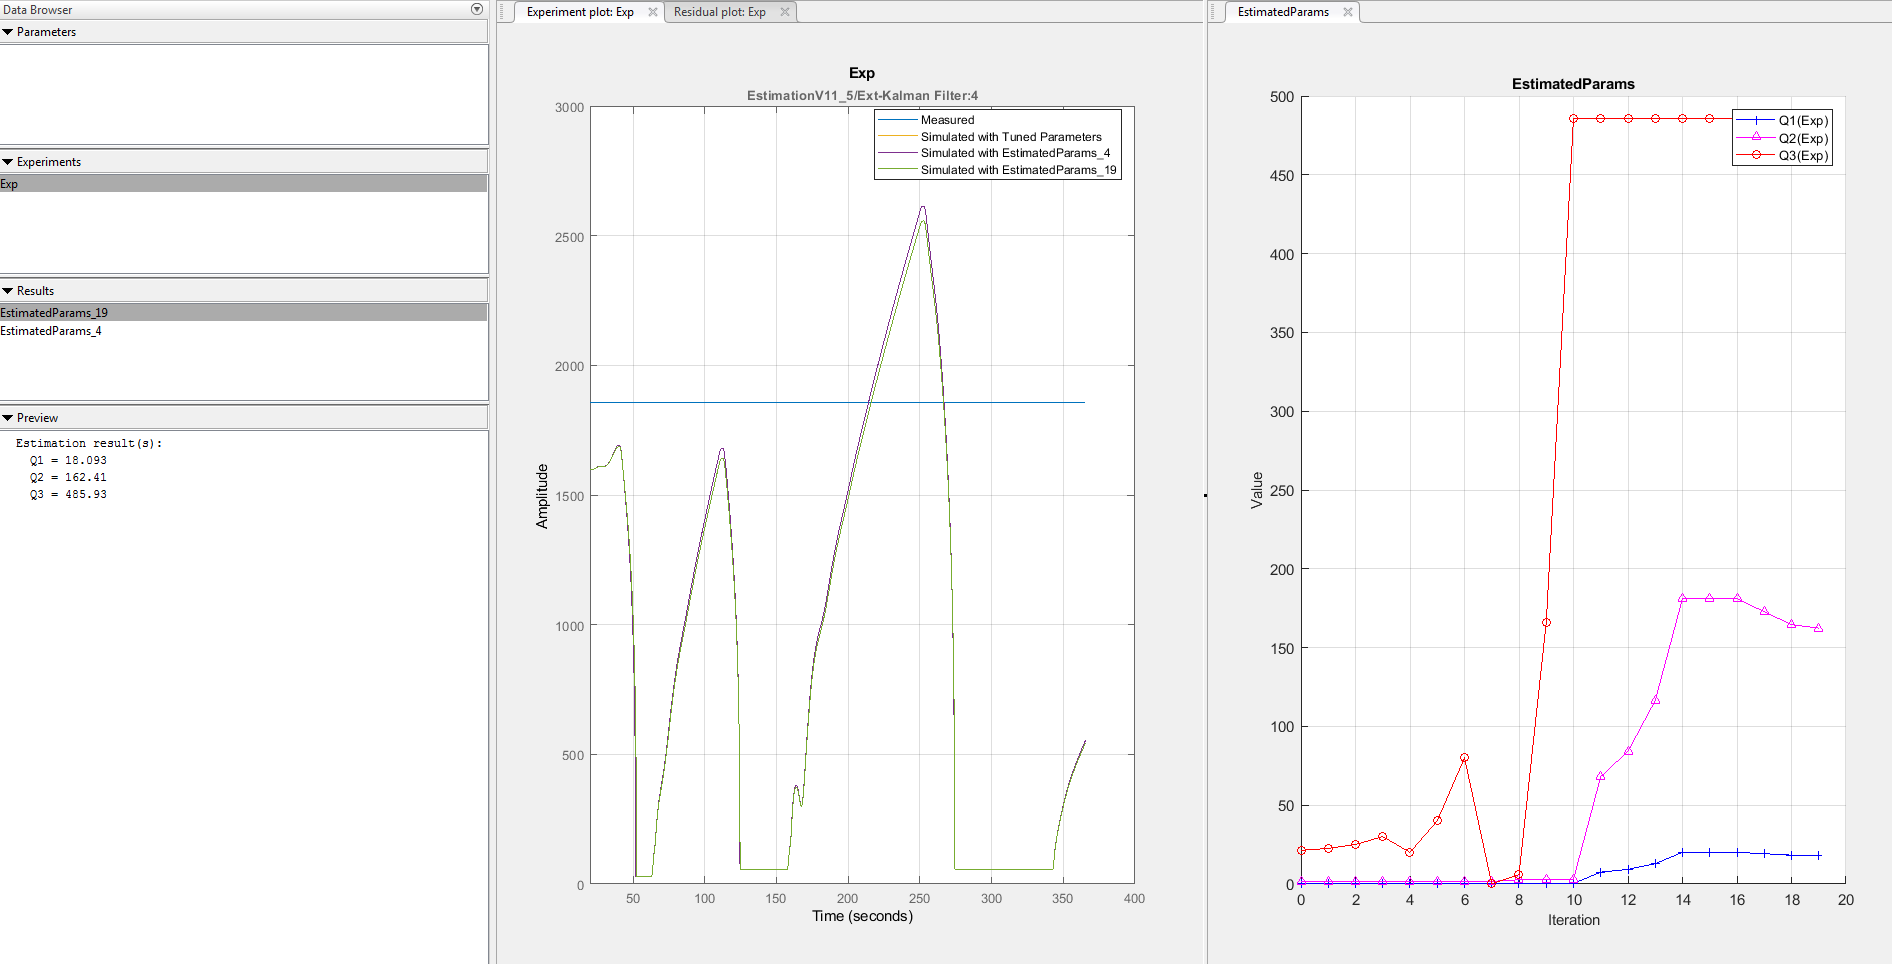 Data Browser
Parameters
Experiments
Exp
Results
EstimatedParams_19
EstimatedParams_4
Preview
Estimation result(s):
Q1 = 18.093
Q2 = 162.41
Q3 = 485.93
Experiment plot: Exp
Residual plot: Exp
Exp
EstimationV11_5/Ext-Kalman Filter:4
Measured
Simulated with Tuned Parameters
Simulated with EstimatedParams_4
Simulated with EstimatedParams_19
Amplitude
3000
2500
2000
1500
1000
500
0
50 100 150 200 250 300 350 400
Time (seconds)
EstimatedParams
EstimatedParams
Q1(Exp)
Q2(Exp)
Q3(Exp)
Value
500
450
400
350
300
250
200
150
100
50
0
0 2 4 6 8 10 12 14 16 18 20
Iteration